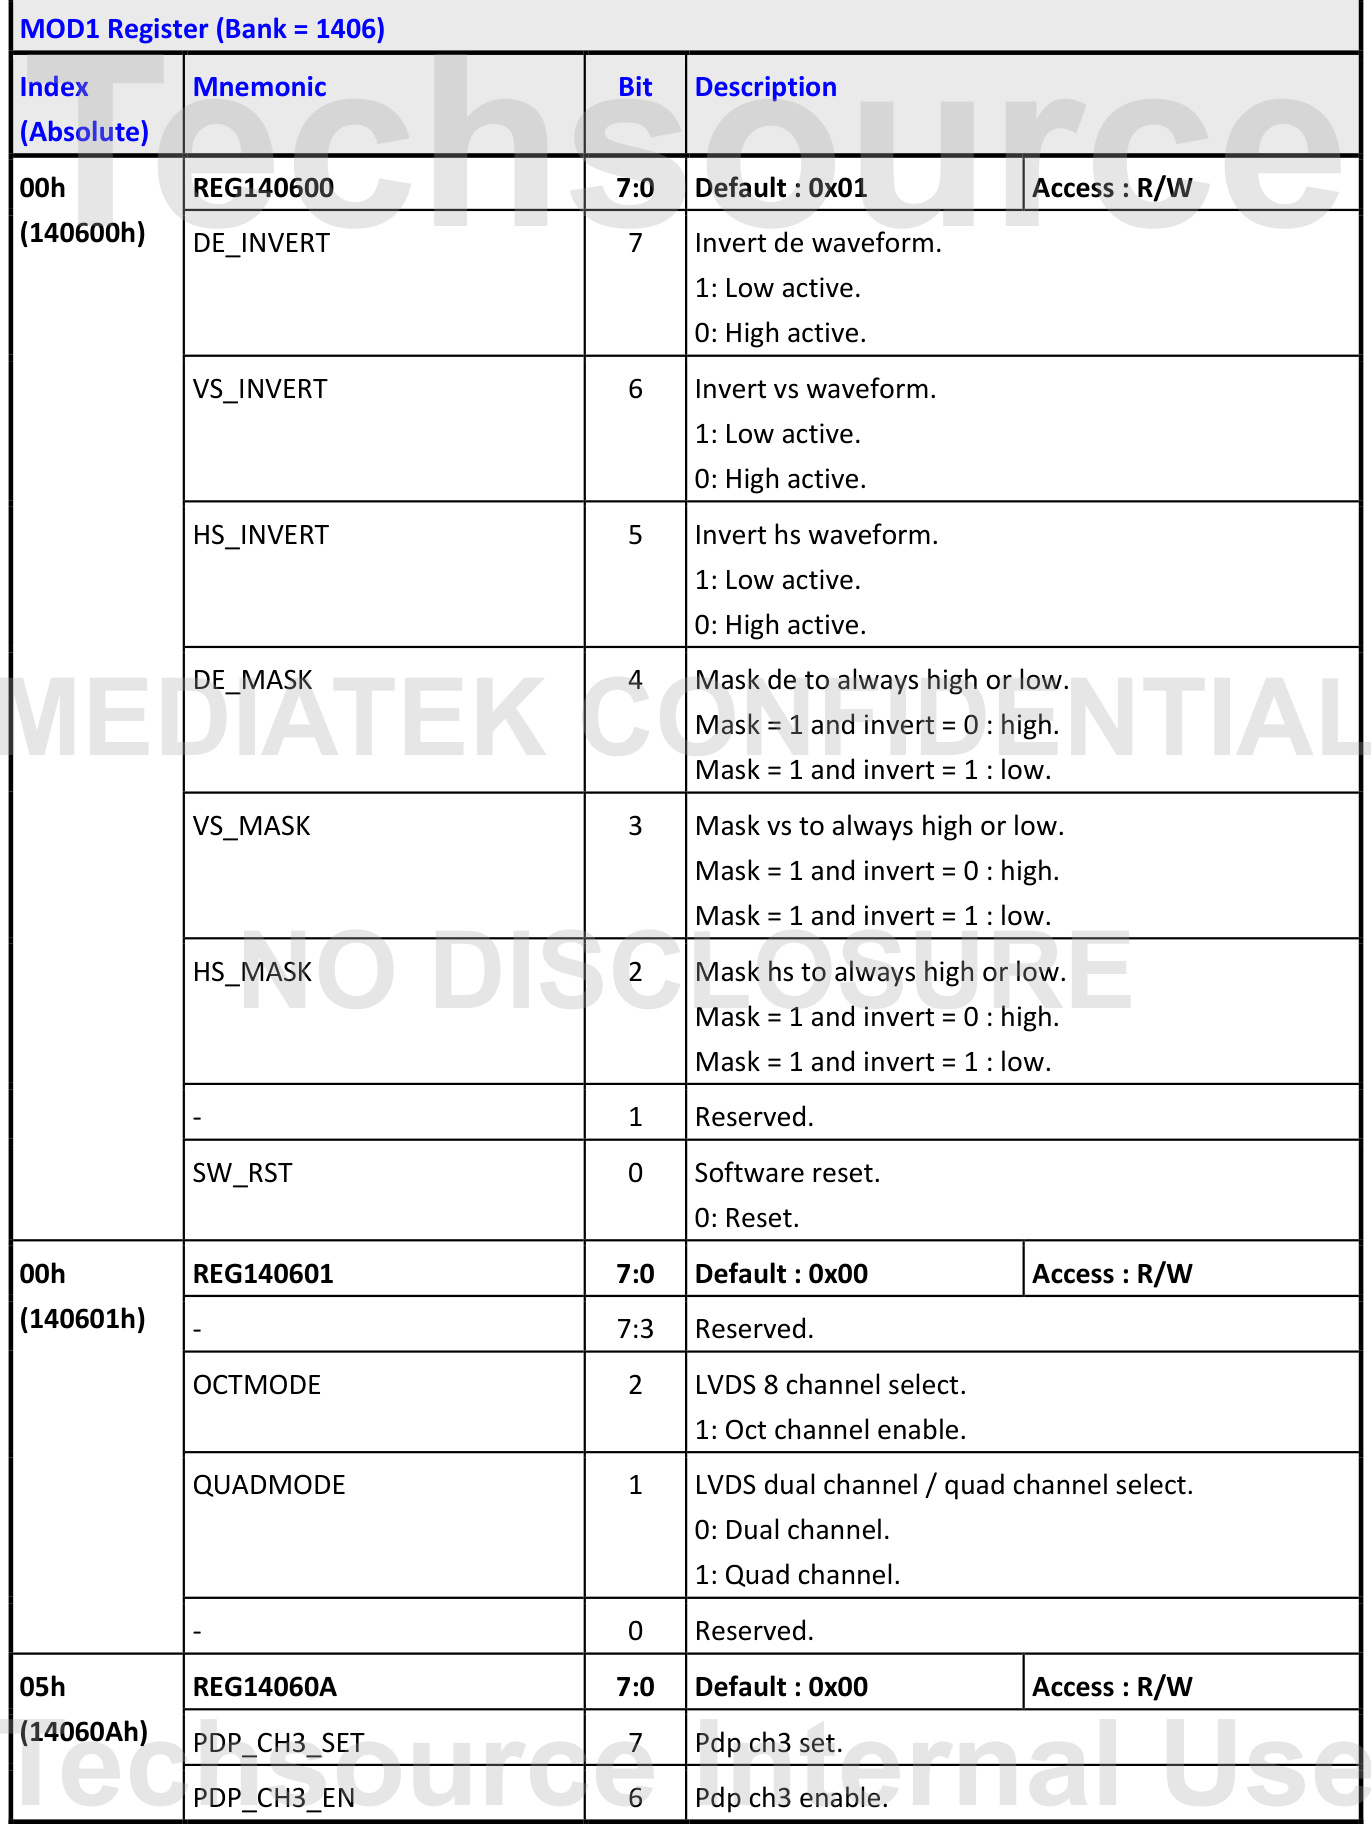 MOD1 Register (Bank = 1406)
Index (Absolute) Mnemonic Bit Description
00h (140600h) REG140600 7:0 Default : 0x01 Access : R/W
DE_INVERT 7 Invert de waveform.
1: Low active.
0: High active.
VS_INVERT 6 Invert vs waveform.
1: Low active.
0: High active.
HS_INVERT 5 Invert hs waveform.
1: Low active.
0: High active.
DE_MASK 4 Mask de to always high or low.
Mask = 1 and invert = 0 : high.
Mask = 1 and invert = 1 : low.
VS_MASK 3 Mask vs to always high or low.
Mask = 1 and invert = 0 : high.
Mask = 1 and invert = 1 : low.
HS_MASK 2 Mask hs to always high or low.
Mask = 1 and invert = 0 : high.
Mask = 1 and invert = 1 : low.
- 1 Reserved.
SW_RST 0 Software reset.
0: Reset.
00h (140601h) REG140601 7:0 Default : 0x00 Access : R/W
- 7:3 Reserved.
OCTMODE 2 LVDS 8 channel select.
1: Oct channel enable.
QUADMODE 1 LVDS dual channel / quad channel select.
0: Dual channel.
1: Quad channel.
- 0 Reserved.
05h (14060Ah) REG14060A 7:0 Default : 0x00 Access : R/W
PDP_CH3_SET 7 Pdp ch3 set.
PDP_CH3_EN 6 Pdp ch3 enable.
Techsource
MEDIATEK CONFIDENTIAL
NO DISCLOSURE
Techsource Internal Use